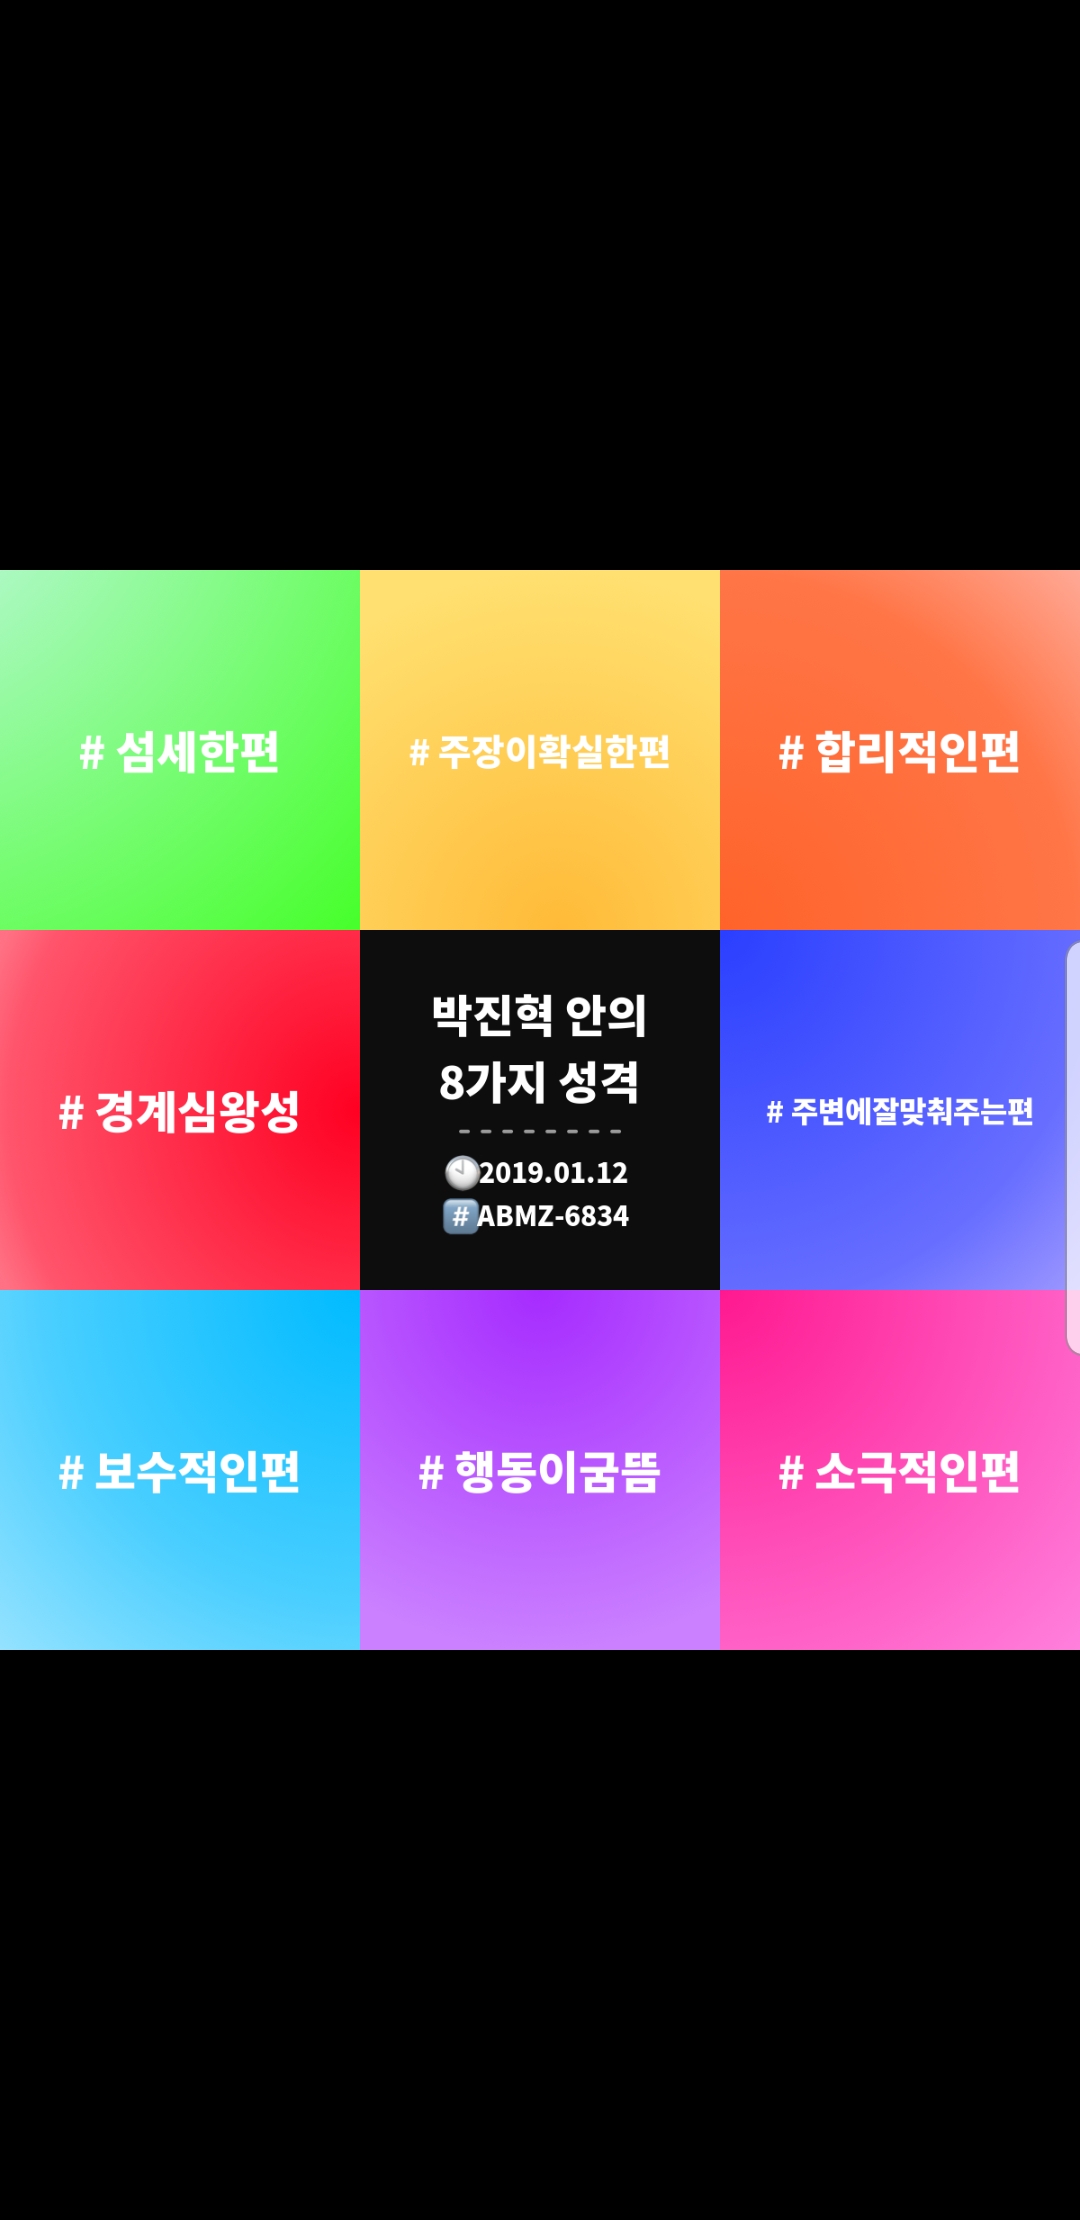 # 섬세한편
# 주장이확실한편
# 합리적인편
# 경계심왕성
박진혁 안의
8가지 성격
--------
🕙2019.01.12
#️⃣ABMZ-6834
# 주변에잘맞춰주는편
# 보수적인편
# 행동이굼뜸
# 소극적인편